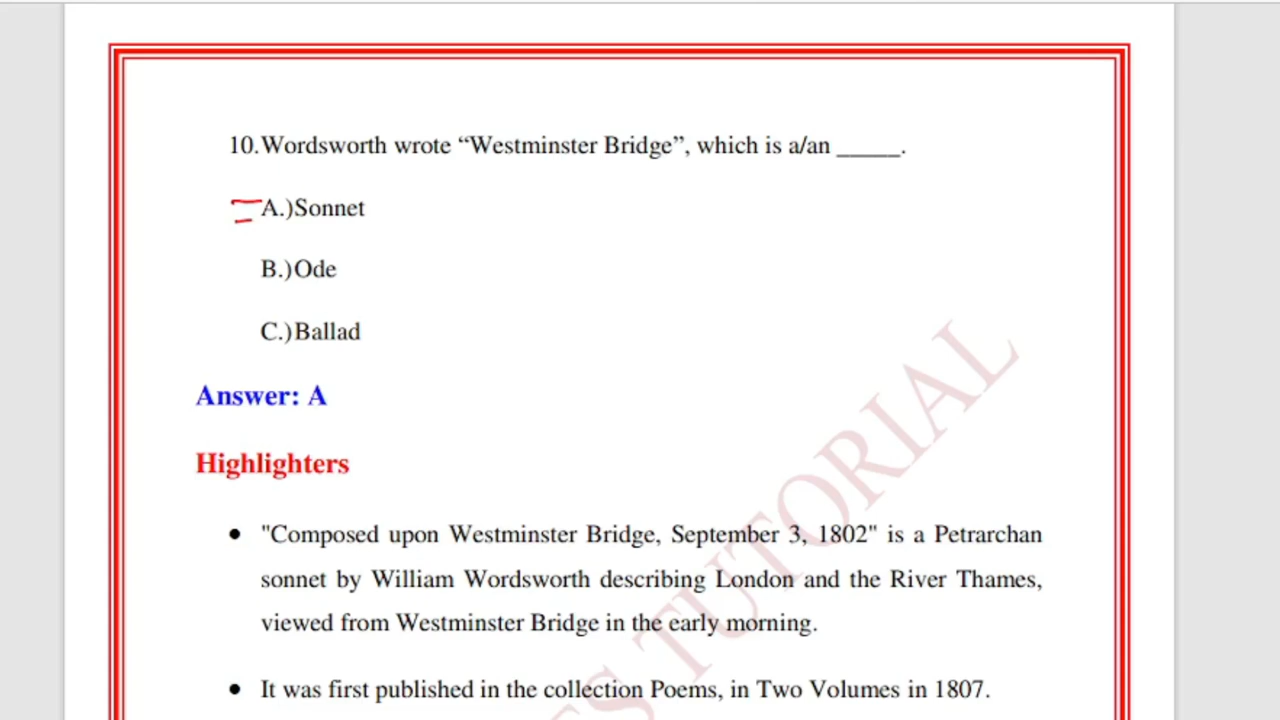 10.Wordsworth wrote “Westminster Bridge”, which is a/an _____.
A.)Sonnet
B.)Ode
C.)Ballad
Answer: A
Highlighters
• "Composed upon Westminster Bridge, September 3, 1802" is a Petrarchan
sonnet by William Wordsworth describing London and the River Thames,
viewed from Westminster Bridge in the early morning.
• It was first published in the collection Poems, in Two Volumes in 1807.
TUTORIAL